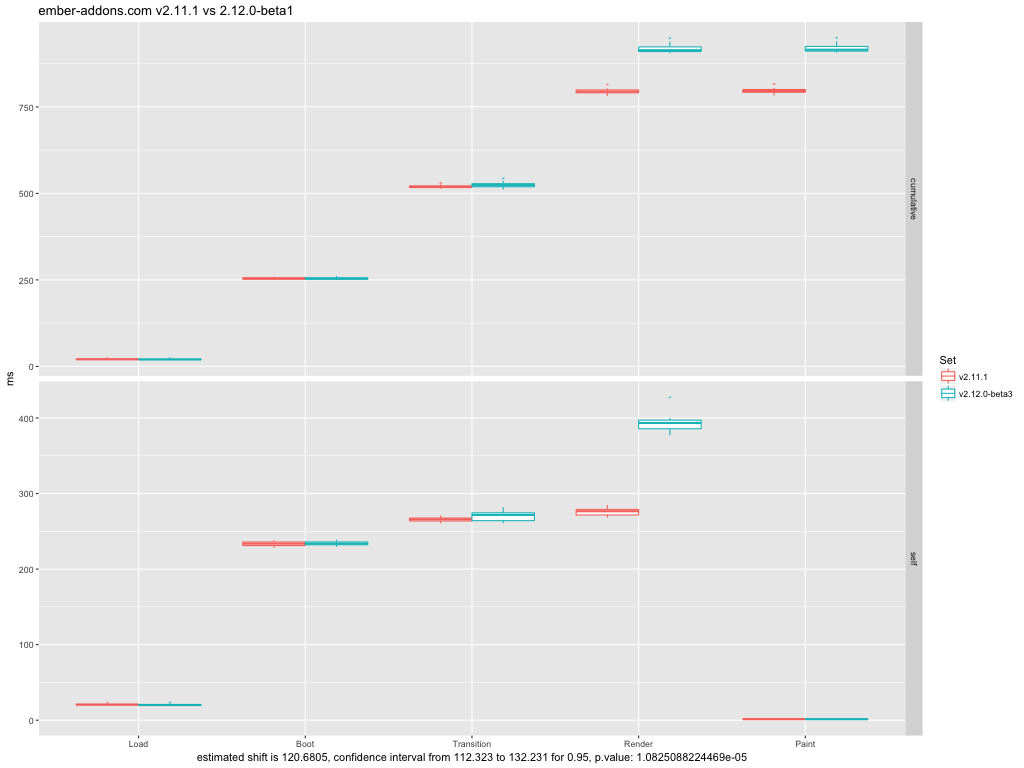 ember-addons.com v2.11.1 vs 2.12.0-beta1
750
500
250
0
cumulative
ms
400
300
200
100
0
self
Set
v2.11.1
v2.12.0-beta3
Load Boot Transition Render Paint
estimated shift is 120.6805, confidence interval from 112.323 to 132.231 for 0.95, p.value: 1.0825088224469e-05